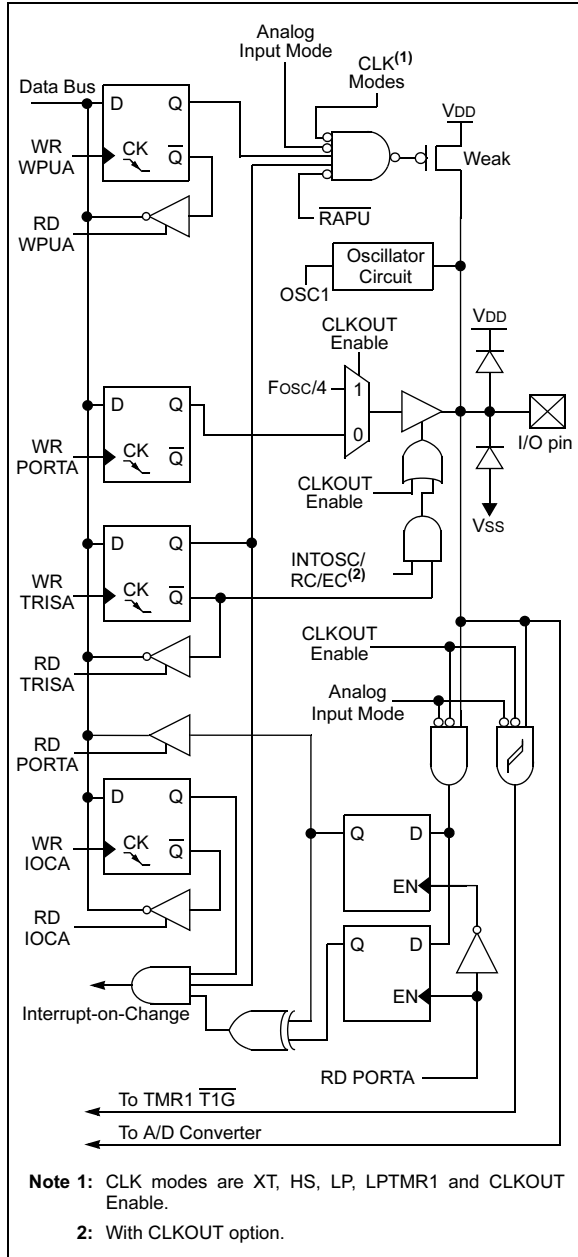 Analog
Input Mode
CLK(1)
Modes
Data Bus
D Q
VDD
WR
WPUA
CK Q
Weak
RD
WPUA
RAPU
Oscillator
Circuit
OSC1
CLKOUT
Enable
VDD
FOSC/4
1
D Q
0
I/O pin
WR
PORTA
CK Q
CLKOUT
Enable
VSS
D Q
INTOSC/
RC/EC(2)
WR
TRISA
CK Q
CLKOUT
Enable
RD
TRISA
Analog
Input Mode
RD
PORTA
D Q
Q D
WR
IOCA
CK Q
EN
RD
IOCA
Q D
Interrupt-on-Change
EN
RD PORTA
To TMR1 T1G
To A/D Converter
Note 1: CLK modes are XT, HS, LP, LPTMR1 and CLKOUT
Enable.
2: With CLKOUT option.